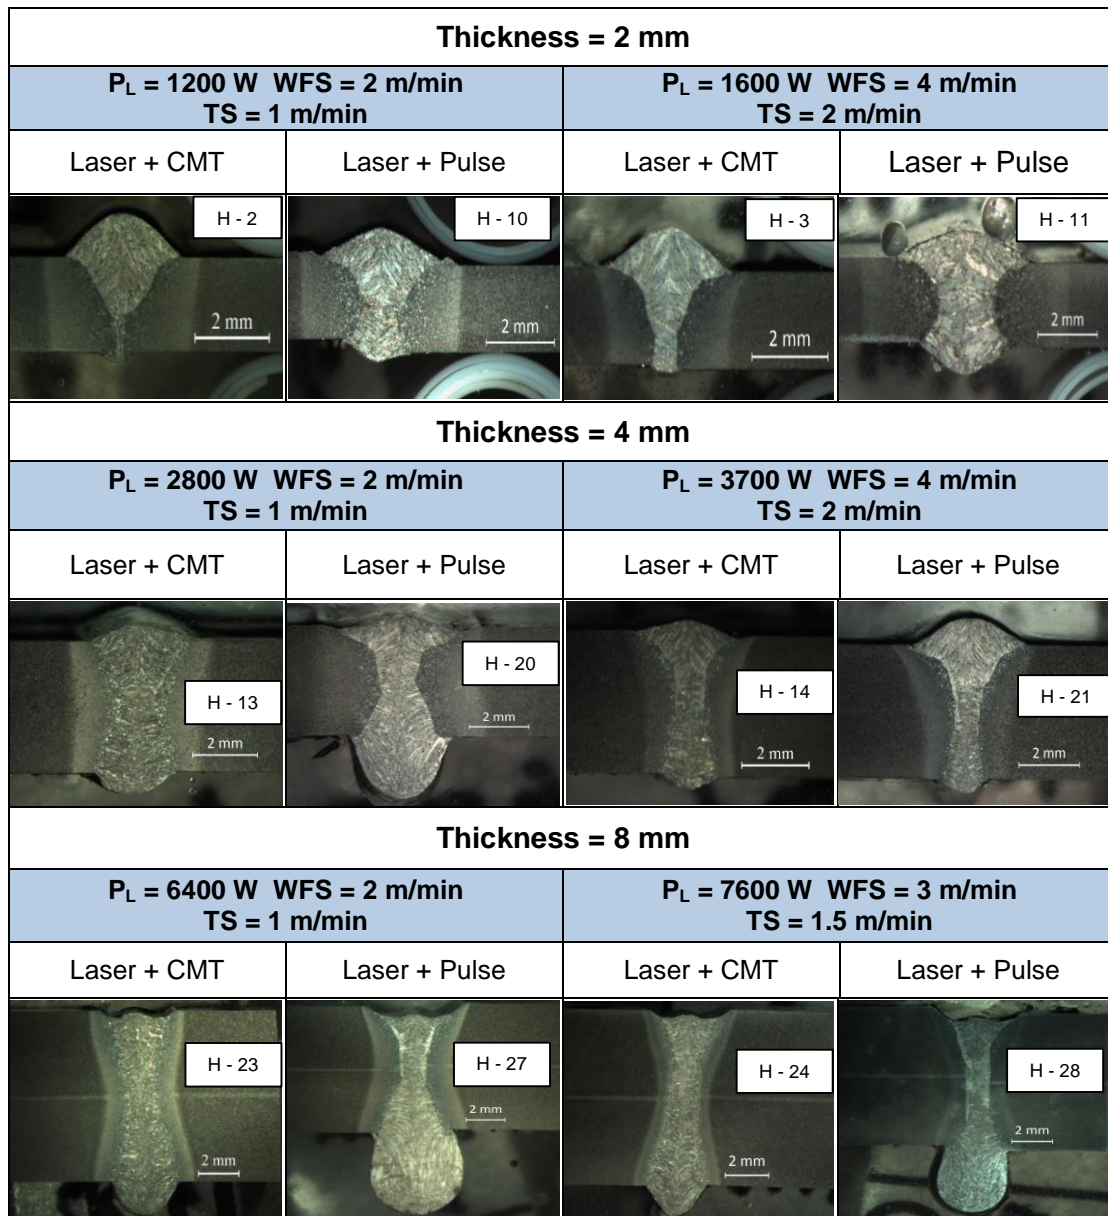 Thickness = 2 mm
PL = 1200 W WFS = 2 m/min
TS = 1 m/min
PL = 1600 W WFS = 4 m/min
TS = 2 m/min
Laser + CMT
Laser + Pulse
Laser + CMT
Laser + Pulse
H - 2
2 mm
H - 10
2 mm
H - 3
2 mm
H - 11
2 mm
Thickness = 4 mm
PL = 2800 W WFS = 2 m/min
TS = 1 m/min
PL = 3700 W WFS = 4 m/min
TS = 2 m/min
Laser + CMT
Laser + Pulse
Laser + CMT
Laser + Pulse
H - 13
2 mm
H - 20
2 mm
H - 14
2 mm
H - 21
2 mm
Thickness = 8 mm
PL = 6400 W WFS = 2 m/min
TS = 1 m/min
PL = 7600 W WFS = 3 m/min
TS = 1.5 m/min
Laser + CMT
Laser + Pulse
Laser + CMT
Laser + Pulse
H - 23
2 mm
H - 27
2 mm
H - 24
2 mm
H - 28
2 mm